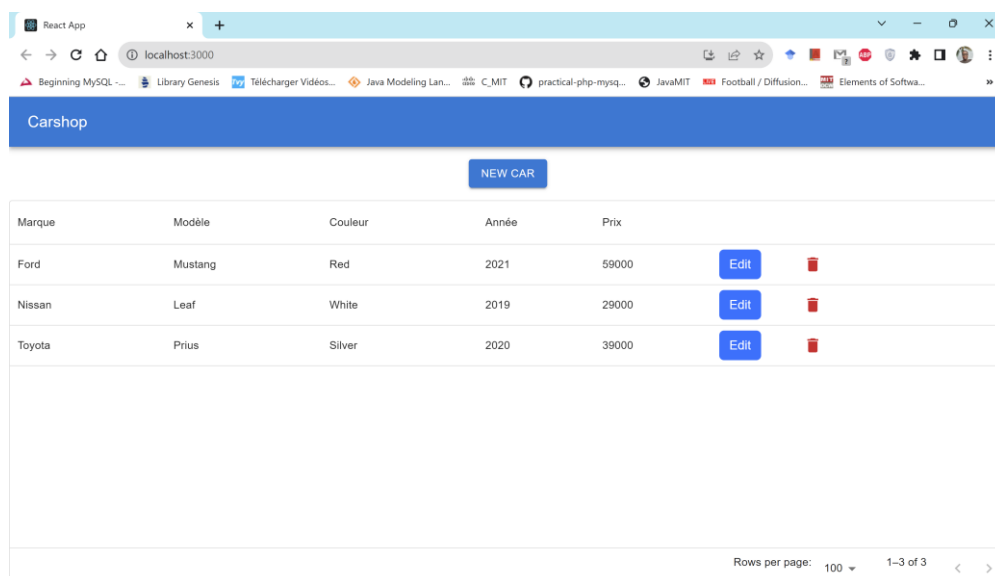 React App
localhost:3000
Beginning MySQL -... Library Genesis Tvy Télécharger Vidéos... Java Modeling Lan... C_MIT practical-php-mysq... JavaMIT Football / Diffusion... MIT Elements of Softwa... »
Carshop
NEW CAR
Marque Modèle Couleur Année Prix
Ford Mustang Red 2021 59000 Edit
Nissan Leaf White 2019 29000 Edit
Toyota Prius Silver 2020 39000 Edit
Rows per page: 100 1–3 of 3